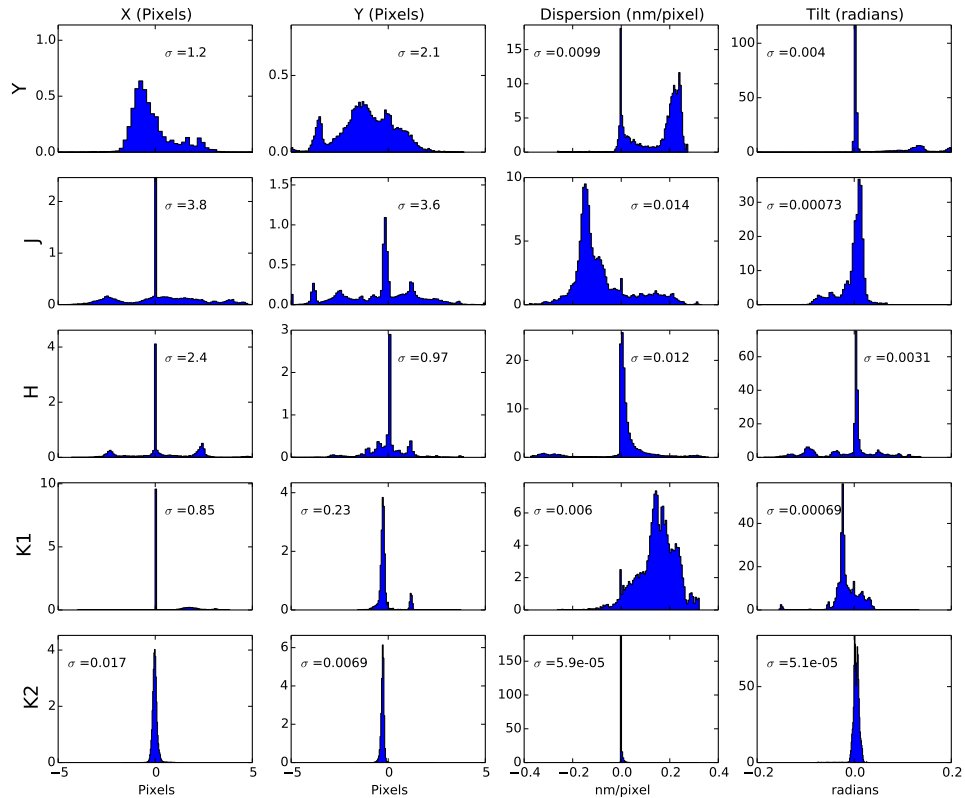 X (Pixels) Y (Pixels) Dispersion (nm/pixel) Tilt (radians)
Y
1.0
0.5
0.0
σ =1.2
0.5
0.0
σ =2.1
15
10
5
0
σ =0.0099
100
50
0
σ =0.004
J
2
1
0
σ =3.8
1.5
1.0
0.5
0.0
σ =3.6
10
5
0
σ =0.014
30
20
10
0
σ =0.00073
H
4
2
0
σ =2.4
3
2
1
0
σ =0.97
20
10
0
σ =0.012
60
40
20
0
σ =0.0031
K1
10
5
0
σ =0.85
4
2
0
σ =0.23
6
4
2
0
σ =0.006
40
20
0
σ =0.00069
K2
4
2
0
σ =0.017
6
4
2
0
σ =0.0069
150
100
50
0
σ =5.9e-05
50
0
σ =5.1e-05
−5 0 5 −5 0 5 −0.4 −0.2 0.0 0.2 0.4 −0.2 0.0 0.2
Pixels Pixels nm/pixel radians